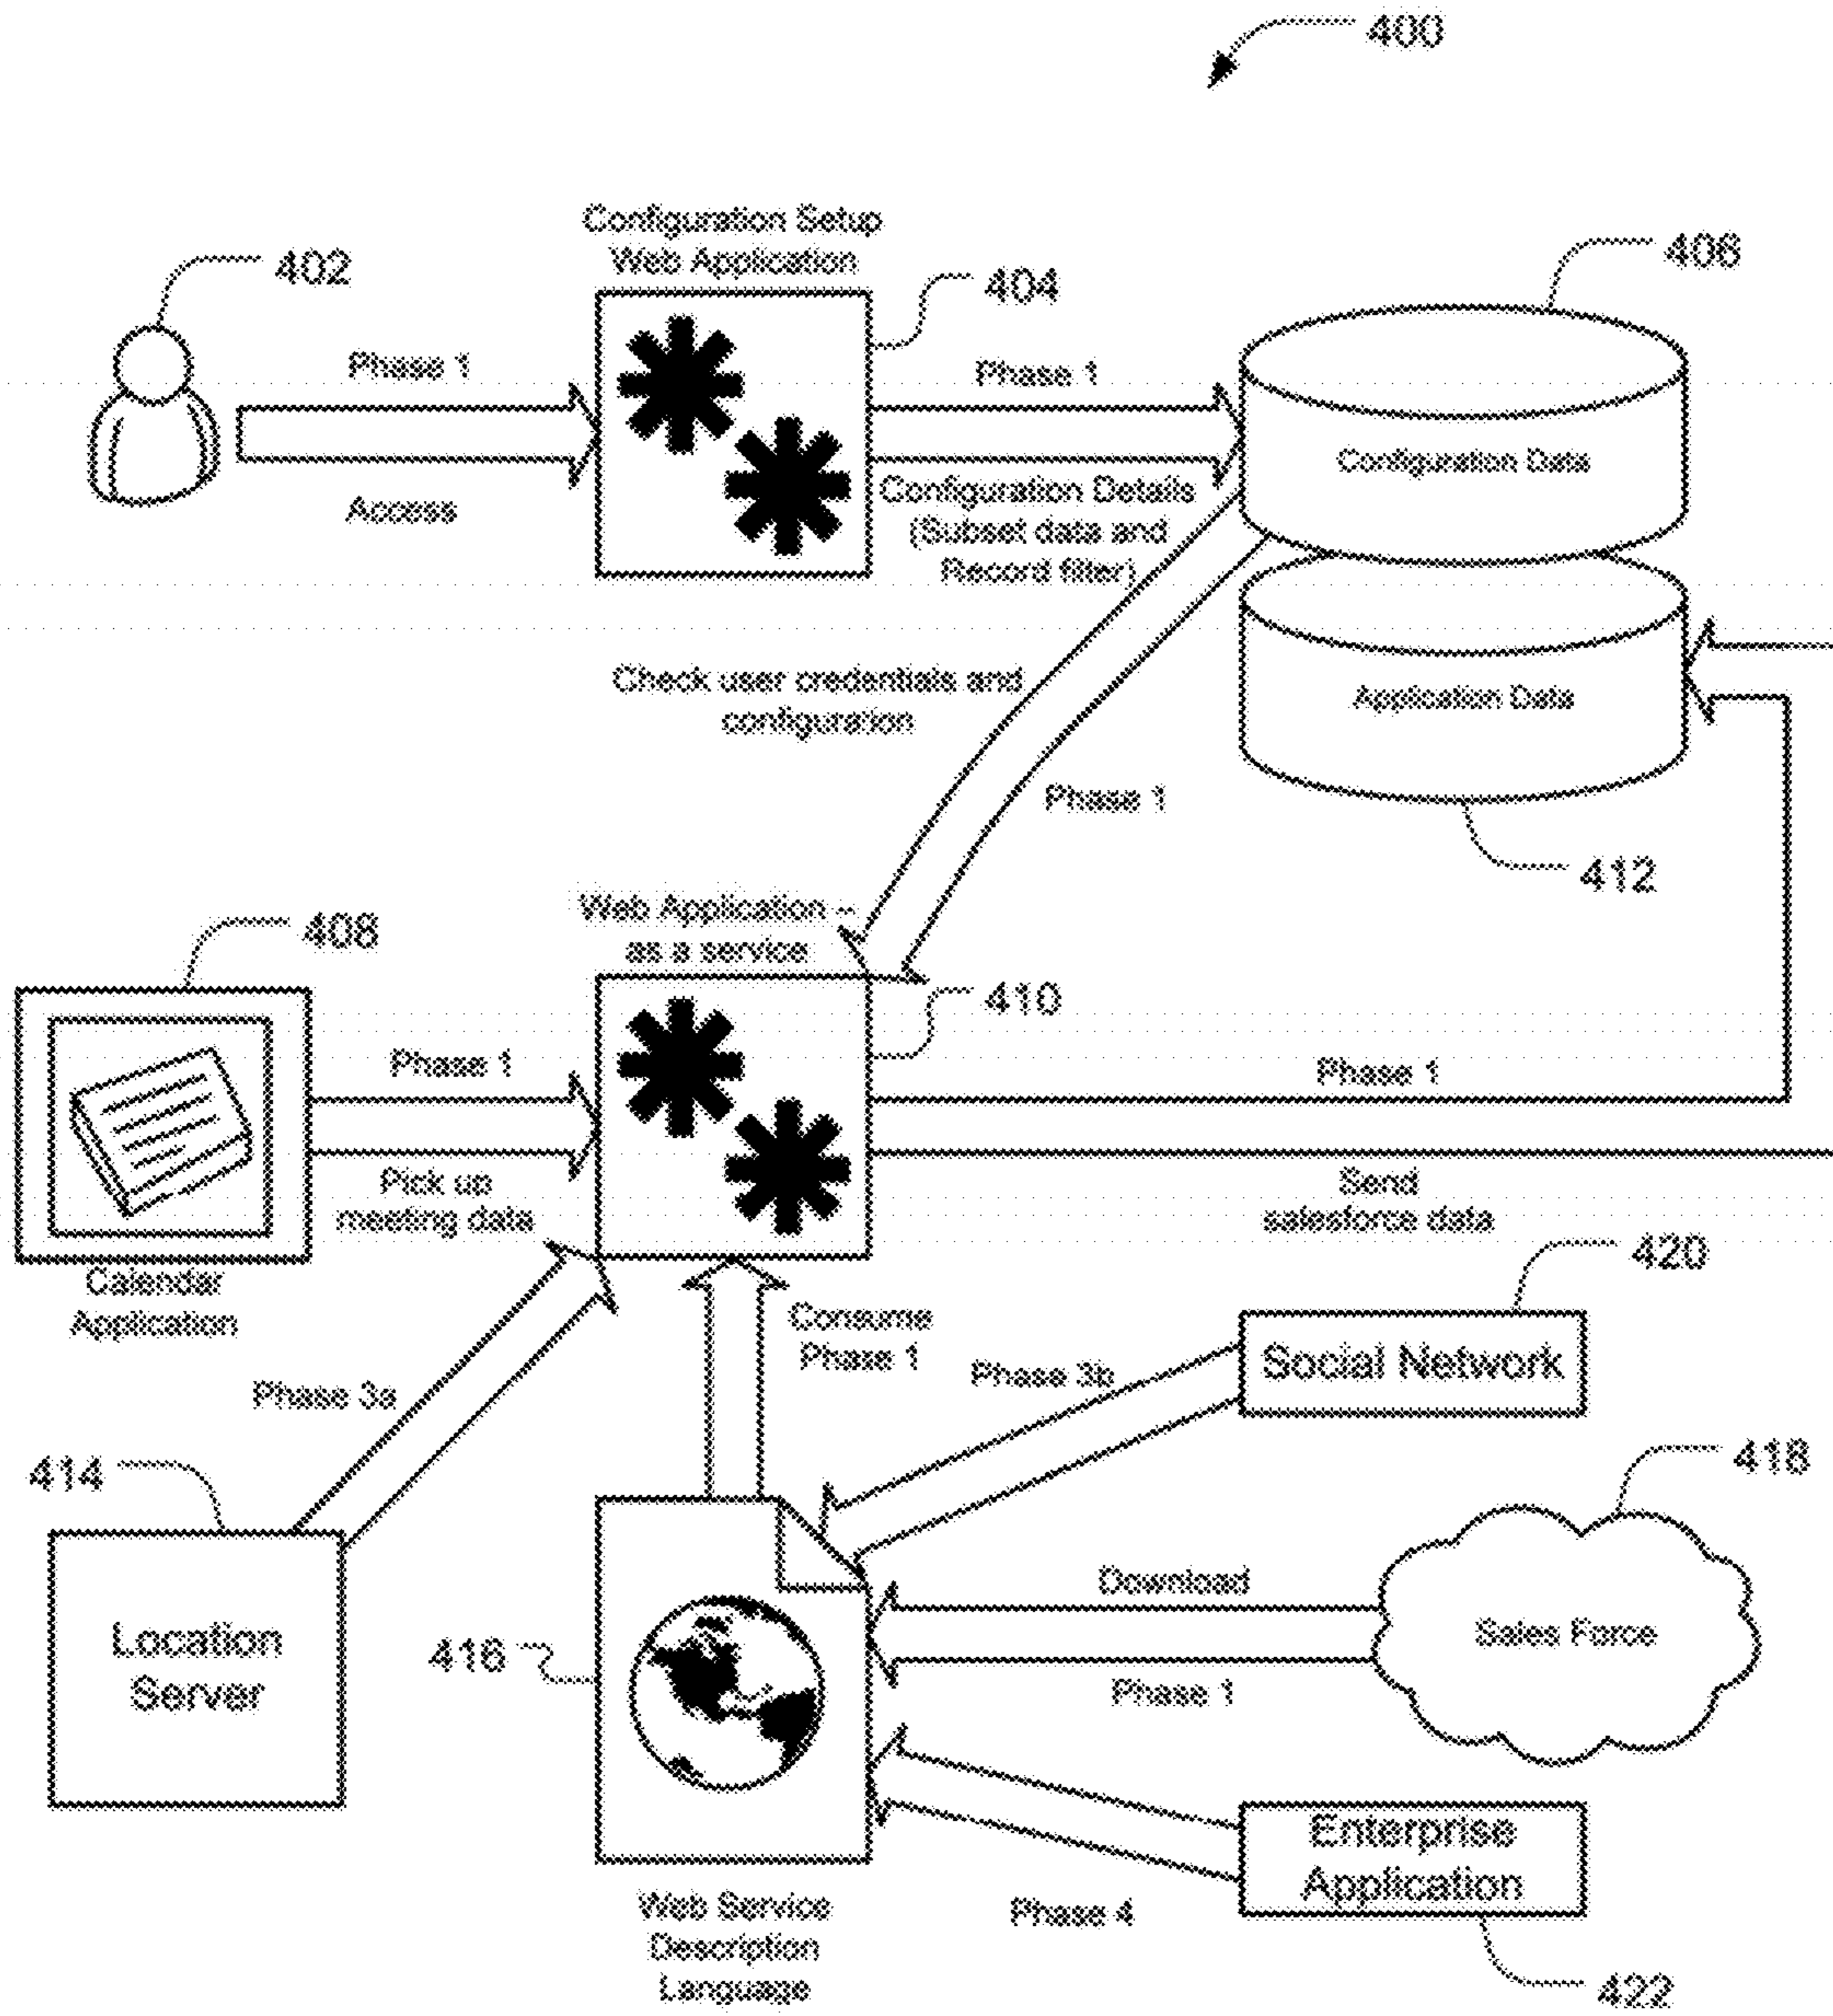 400
Configuration Setup
Web Application
402
404
406
Phase 1
Phase 1
Configuration Data
Access
Configuration Details
(Subset data and
Record filter)
Check user credentials and
configuration
Application Data
Phase 1
412
Web Application --
as a service
408
410
Phase 1
Phase 1
Pick up
meeting data
Send
salesforce data
Calendar
Application
420
Consume
Phase 1
Social Network
Phase 3b
Phase 3a
414
418
Download
Sales Force
Location
Server
416
Phase 1
Enterprise
Application
Phase 4
Web Service
Description
Language
422